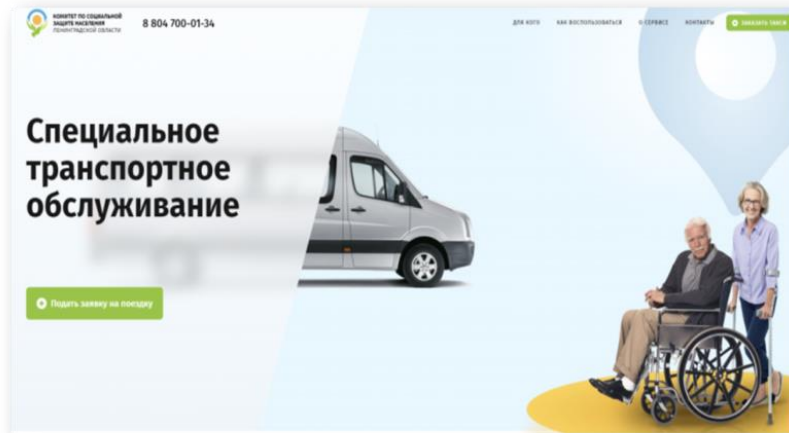 КОМИТЕТ ПО СОЦИАЛЬНОЙ
ЗАЩИТЕ НАСЕЛЕНИЯ
ЛЕНИНГРАДСКОЙ ОБЛАСТИ
8 804 700-01-34
ДЛЯ КОГО
КАК ВОСПОЛЬЗОВАТЬСЯ
О СЕРВИСЕ
КОНТАКТЫ
ЗАКАЗАТЬ ТАКСИ
Специальное
транспортное
обслуживание
Подать заявку на поездку